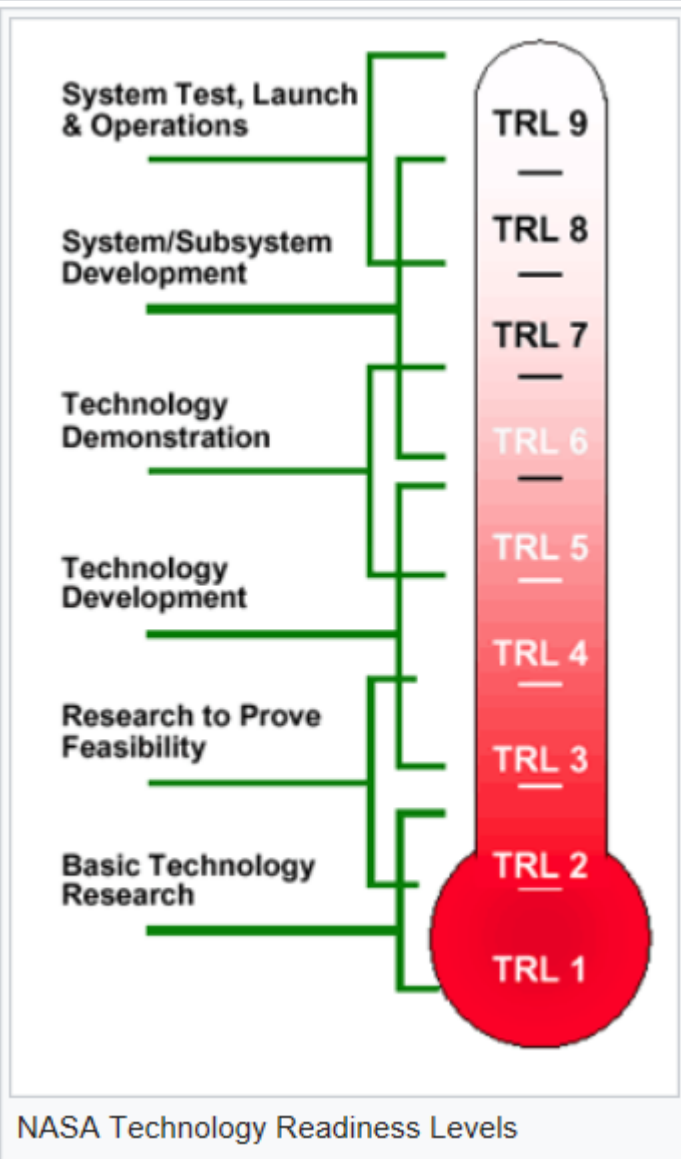 System Test, Launch
& Operations
System/Subsystem
Development
Technology
Demonstration
Technology
Development
Research to Prove
Feasibility
Basic Technology
Research
TRL 9
TRL 8
TRL 7
TRL 6
TRL 5
TRL 4
TRL 3
TRL 2
TRL 1
NASA Technology Readiness Levels